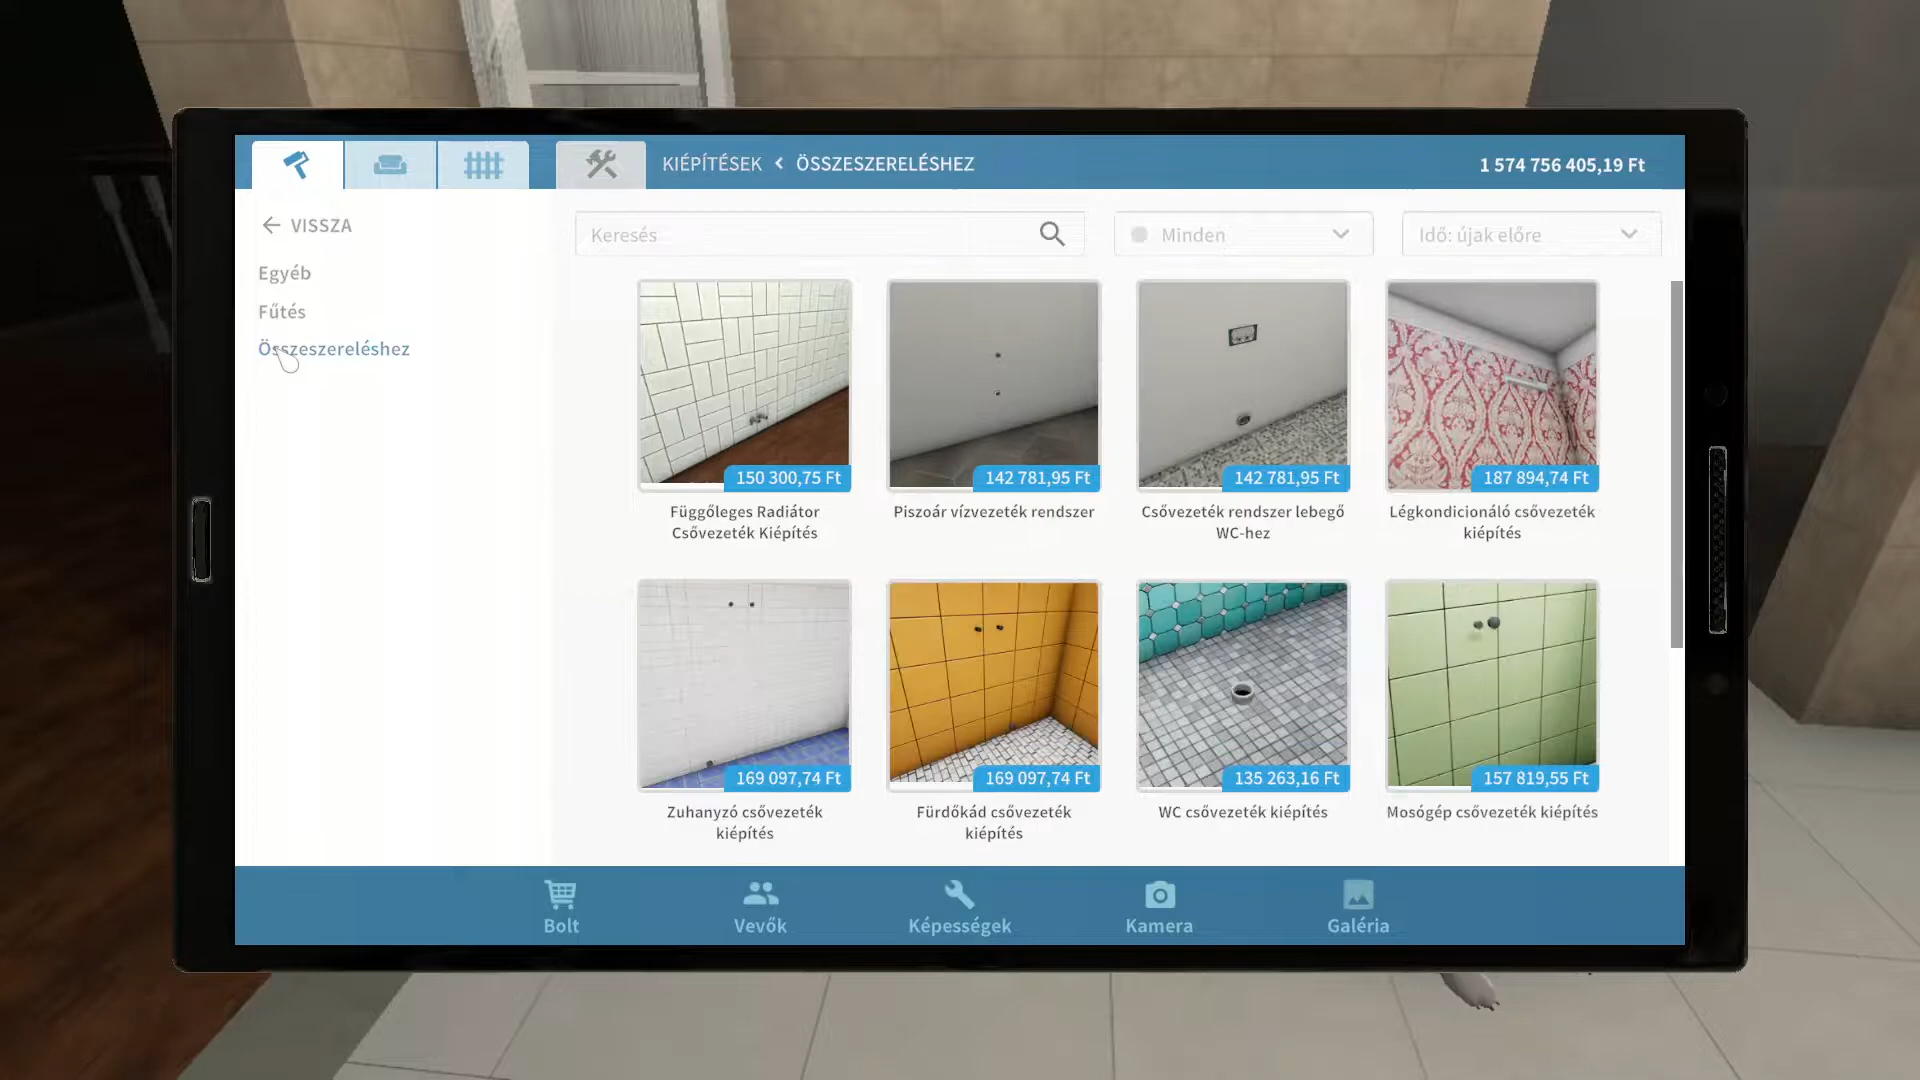 KIÉPÍTÉSEK < ÖSSZESZERELÉSHEZ
1 574 756 405,19 Ft
VISSZA
Egyéb
Fűtés
Összeszereléshez
Keresés
Minden
Idő: újak előre
150 300,75 Ft
Függőleges Radiátor
Csővezeték Kiépítés
142 781,95 Ft
Piszoár vízvezeték rendszer
142 781,95 Ft
Csővezeték rendszer lebegő
WC-hez
187 894,74 Ft
Légkondicionáló csővezeték
kiépítés
169 097,74 Ft
Zuhanyzó csővezeték
kiépítés
169 097,74 Ft
Fürdőkád csővezeték
kiépítés
135 263,16 Ft
WC csővezeték kiépítés
157 819,55 Ft
Mosógép csővezeték kiépítés
Bolt
Vevők
Képességek
Kamera
Galéria